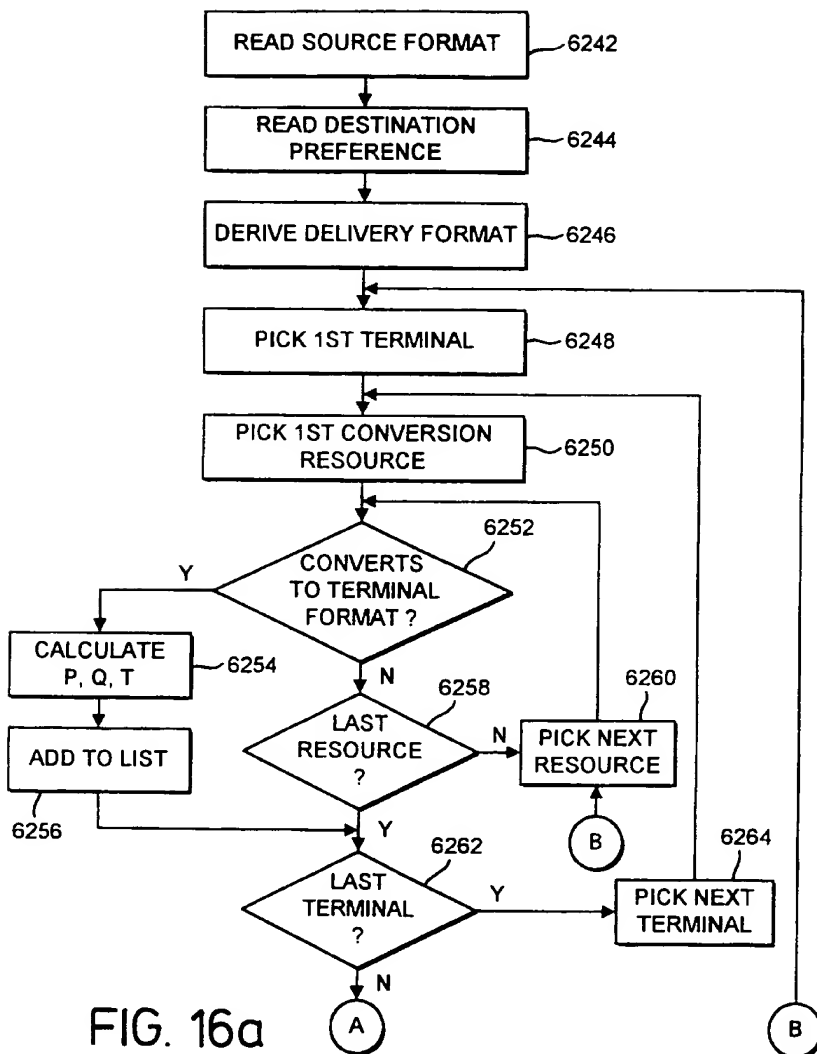 READ SOURCE FORMAT
6242
READ DESTINATION
PREFERENCE
6244
DERIVE DELIVERY FORMAT
6246
PICK 1ST TERMINAL
6248
PICK 1ST CONVERSION
RESOURCE
6250
6252
Y
CONVERTS
TO TERMINAL
FORMAT ?
CALCULATE
P, Q, T
6254
N
6258
6260
LAST
RESOURCE
?
N
PICK NEXT
RESOURCE
ADD TO LIST
6256
Y
B
6262
6264
LAST
TERMINAL
?
Y
PICK NEXT
TERMINAL
N
FIG. 16a
A
B